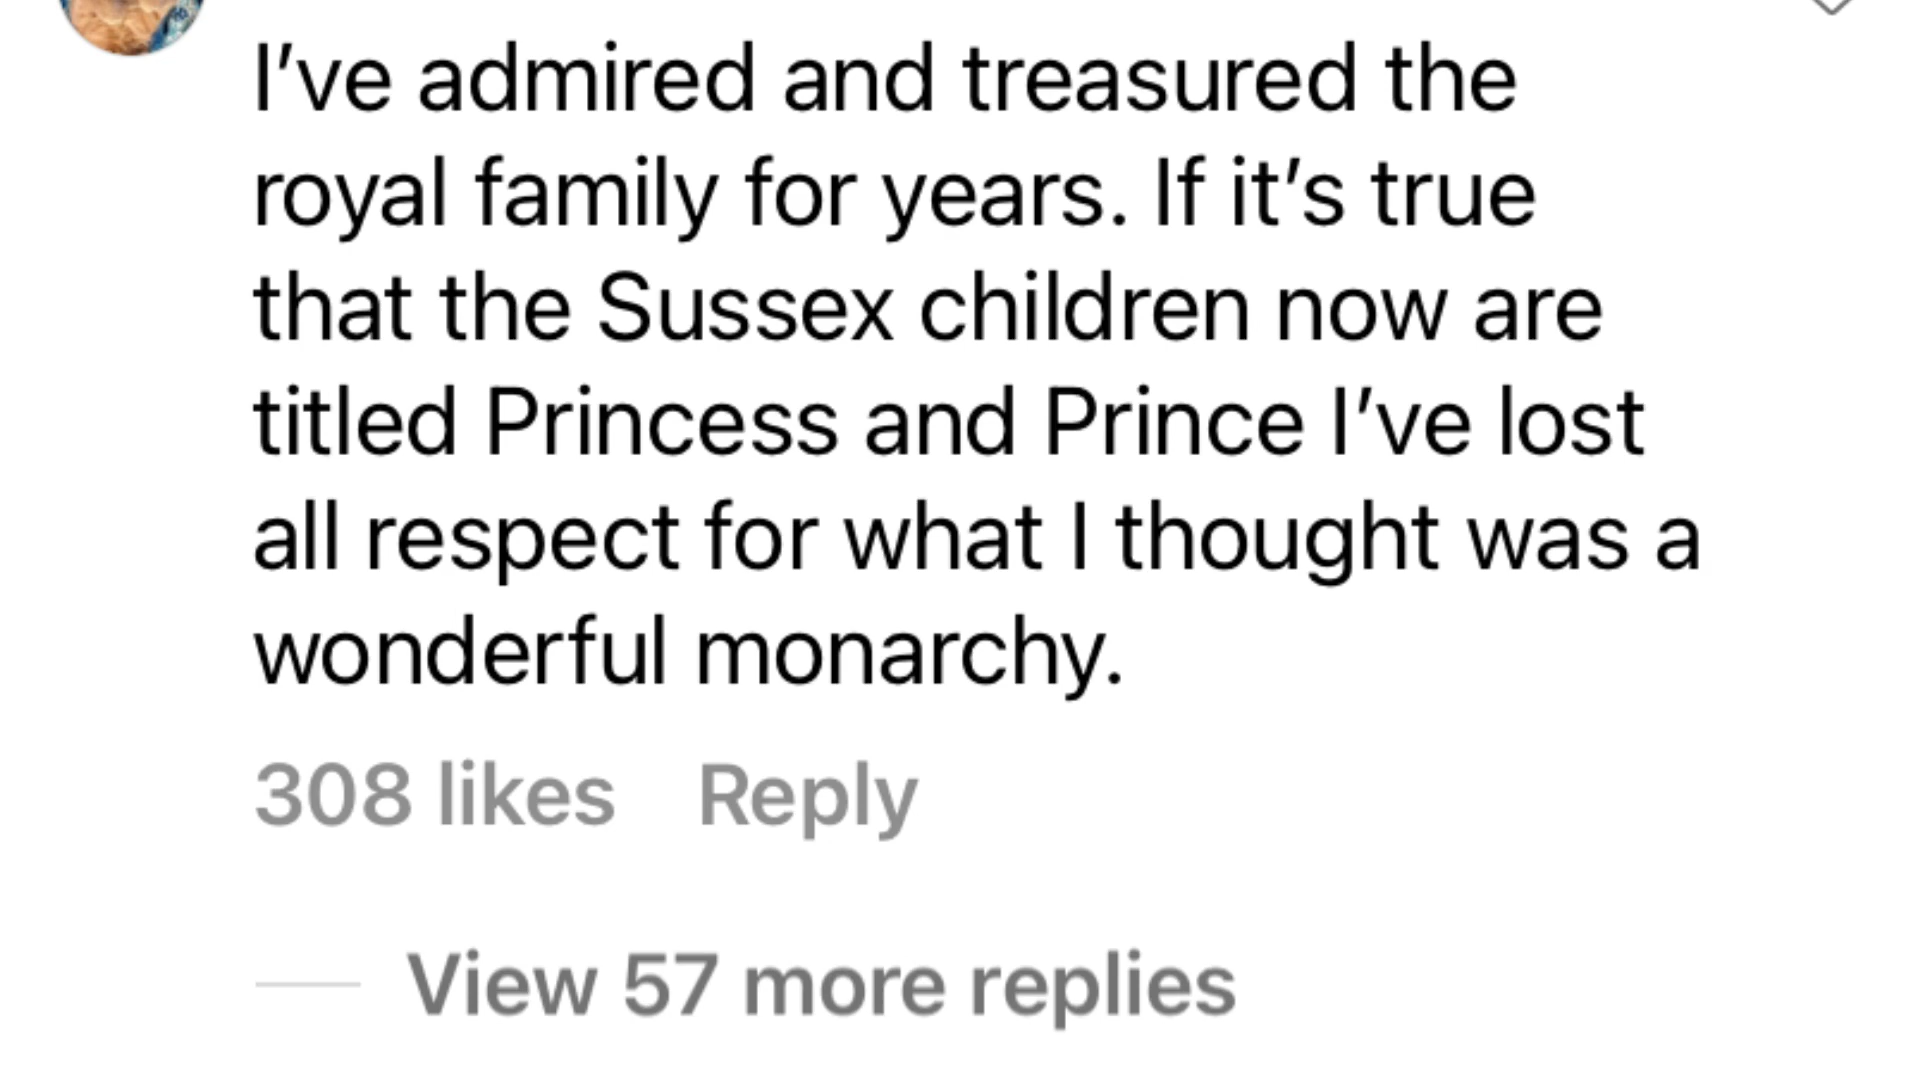 I’ve admired and treasured the
royal family for years. If it’s true
that the Sussex children now are
titled Princess and Prince I’ve lost
all respect for what I thought was a
wonderful monarchy.
308 likes Reply
View 57 more replies